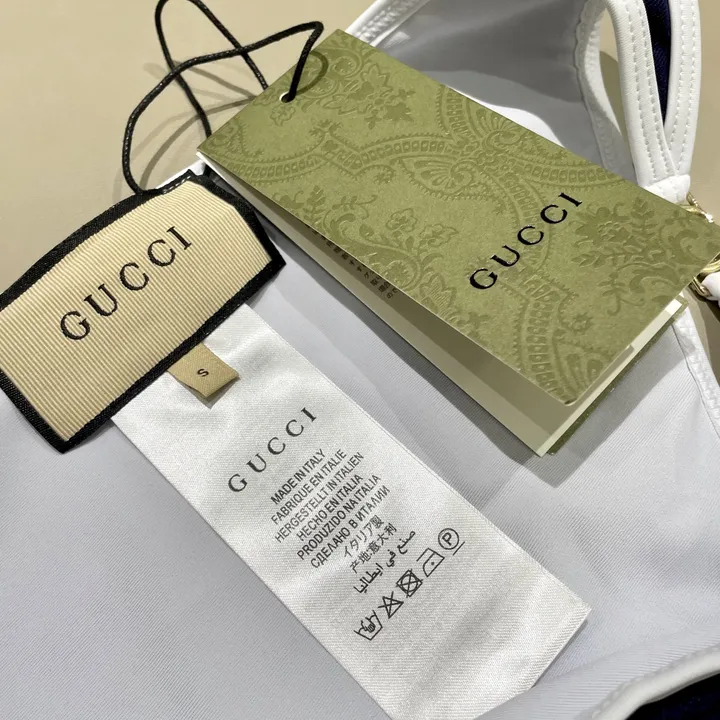 GUCCI
GUCCI
S
GUCCI
MADE IN ITALY
FABRIQUE EN ITALIE
HERGESTELLT IN ITALIEN
HECHO EN ITALIA
PRODUZIDO NA ITALIA
СДЕЛАНО В ИТАЛИИ
イタリア製
产地:意大利
صنع في ايطاليا
P